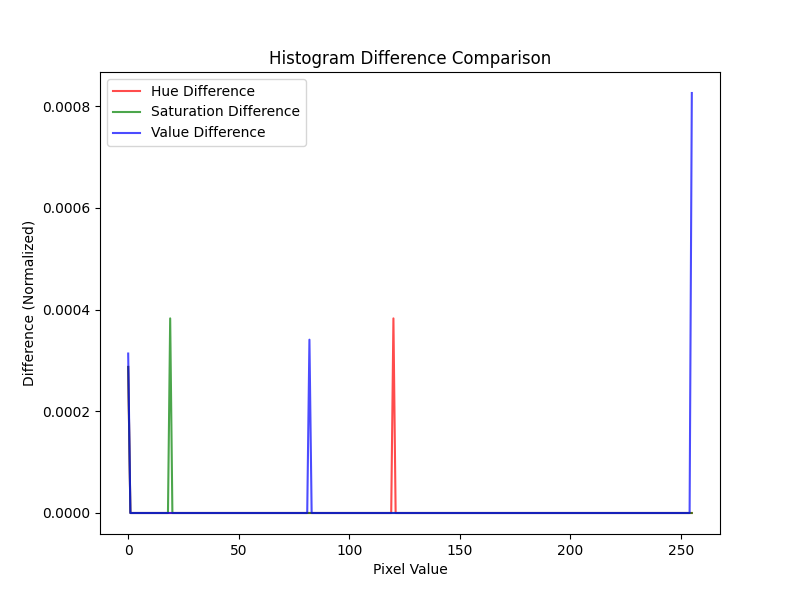 Histogram Difference Comparison
Hue Difference
Saturation Difference
Value Difference
Difference (Normalized)
0.0008
0.0006
0.0004
0.0002
0.0000
0 50 100 150 200 250
Pixel Value